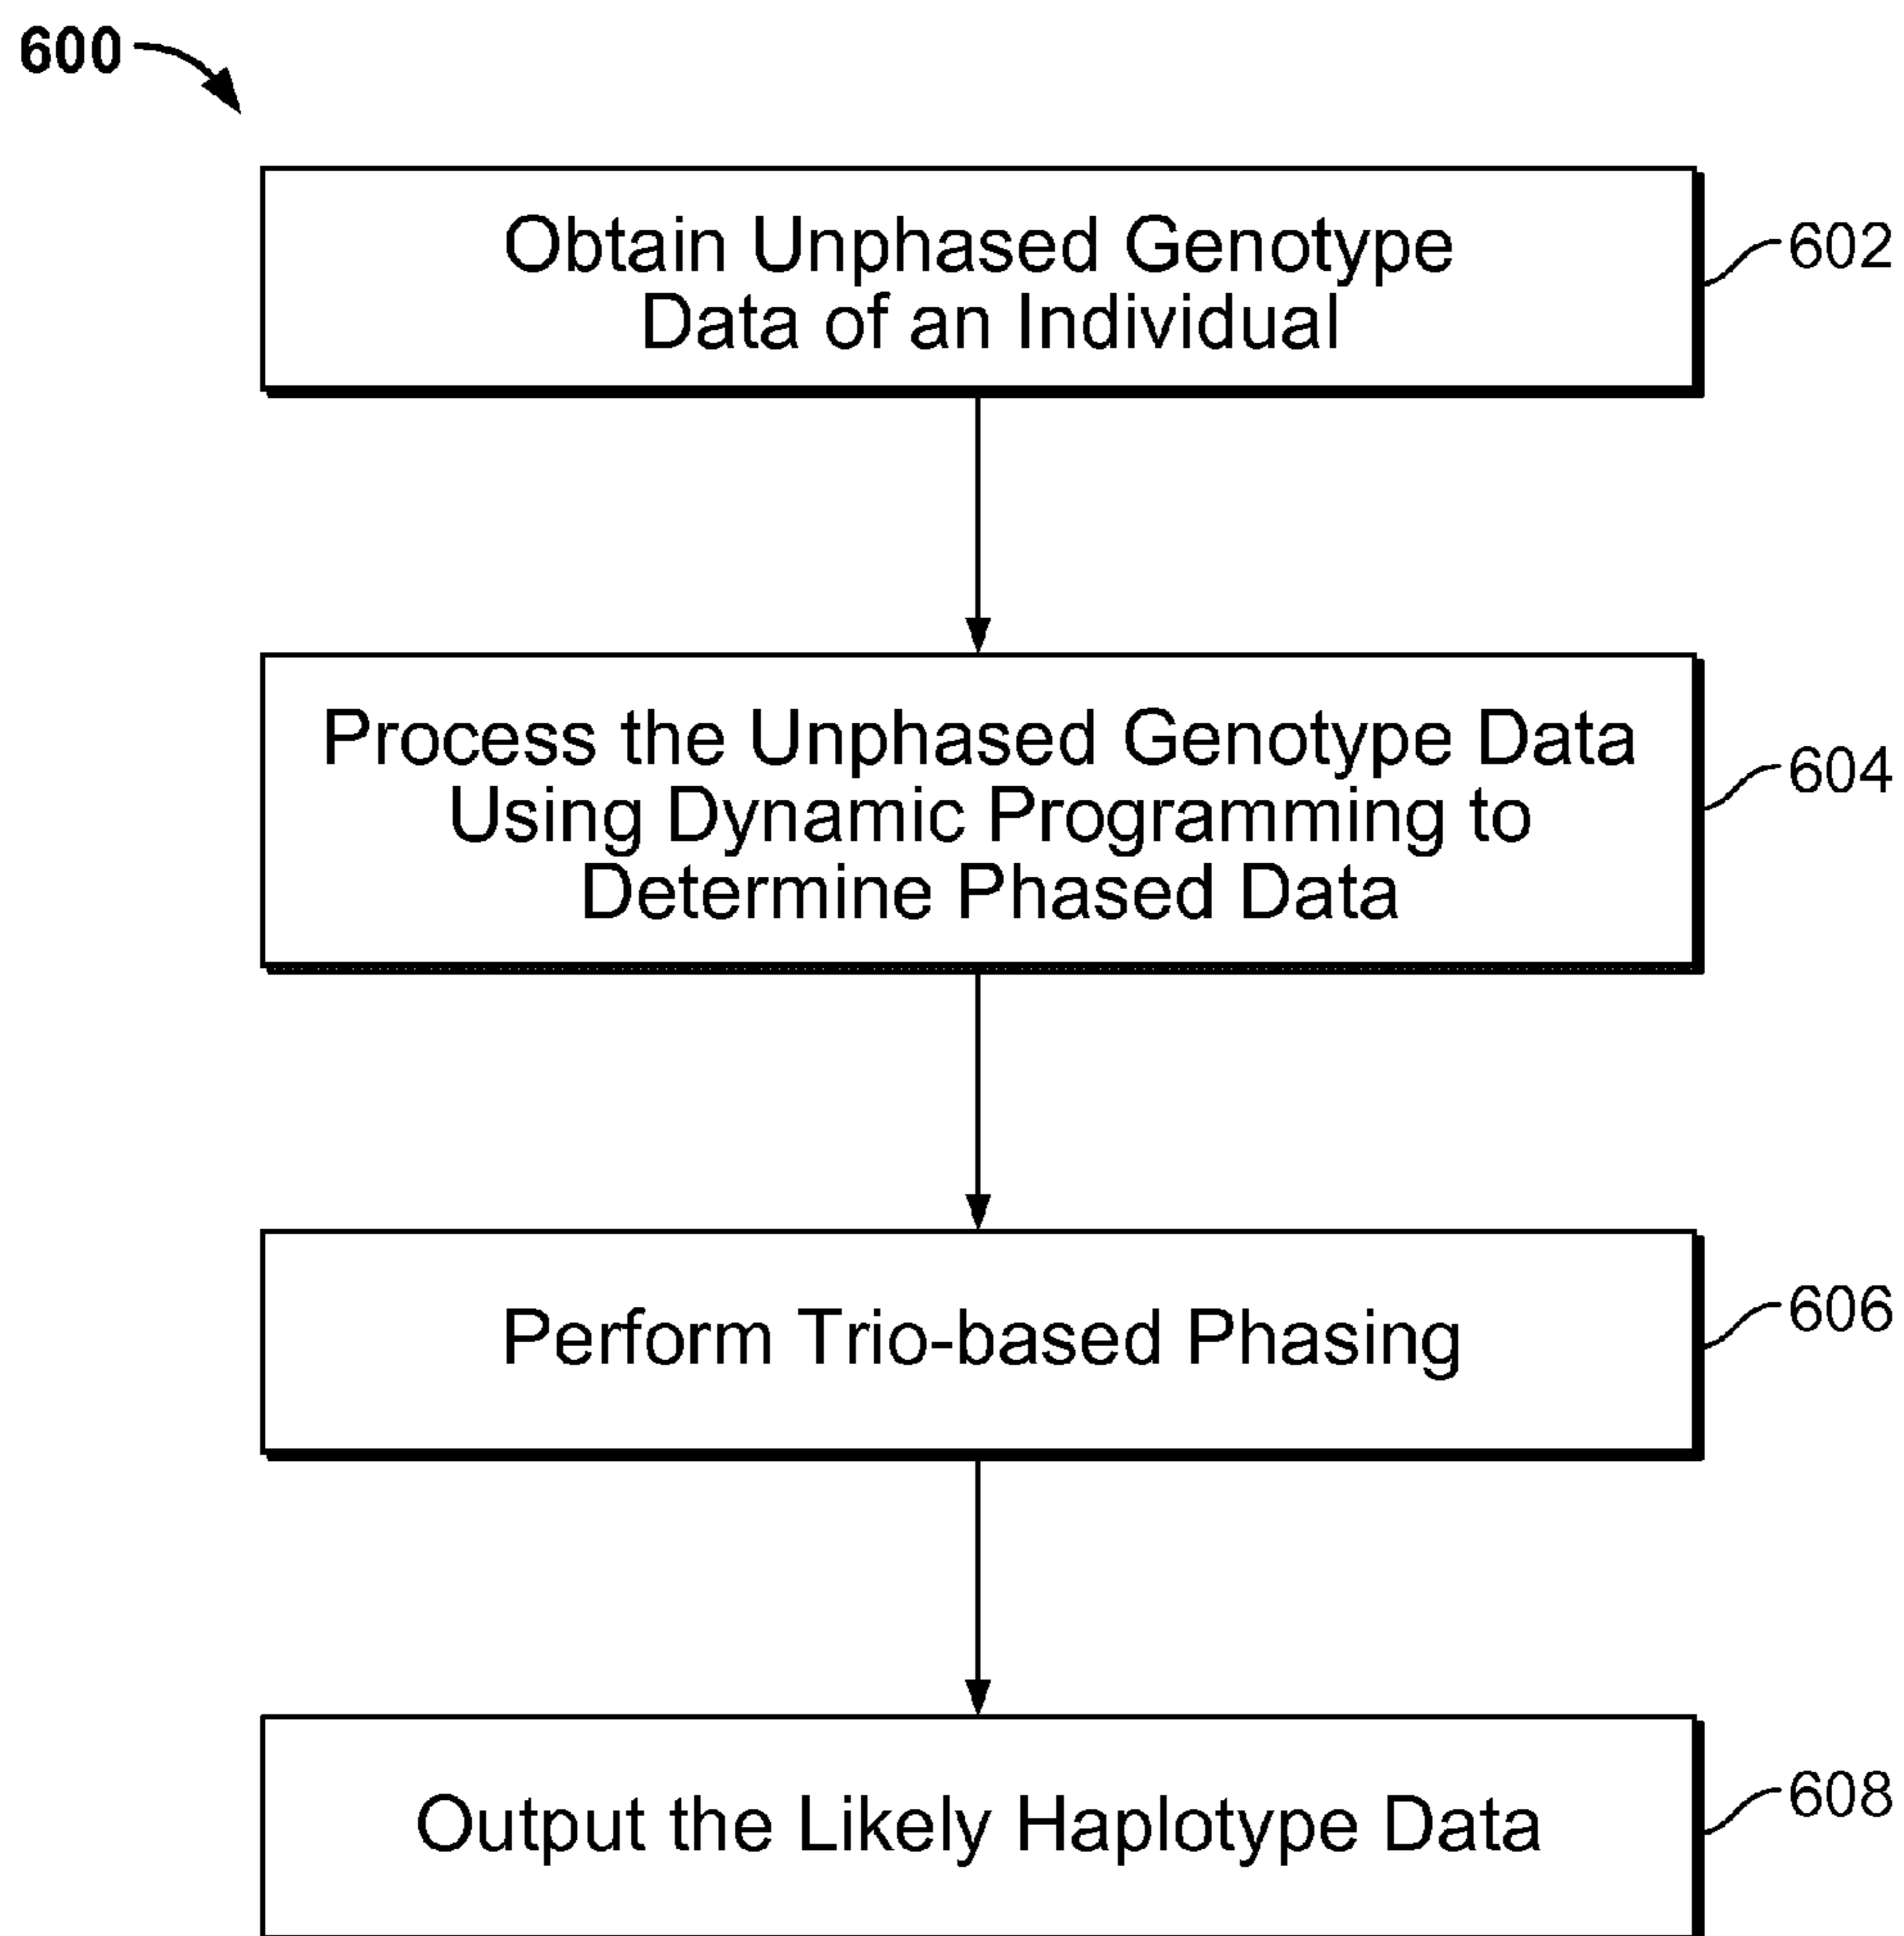 600
Obtain Unphased Genotype
Data of an Individual
602
Process the Unphased Genotype Data
Using Dynamic Programming to
Determine Phased Data
604
Perform Trio-based Phasing
606
Output the Likely Haplotype Data
608